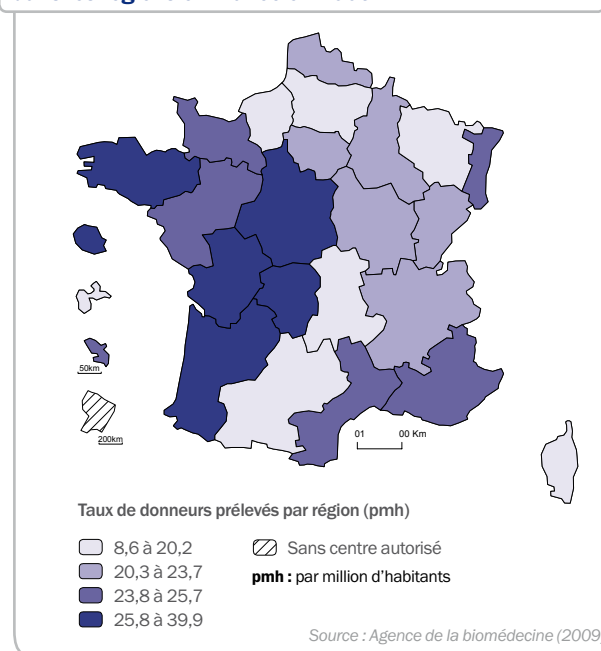 50km
200km
01 00 Km
Taux de donneurs prélevés par région (pmh)
8,6 à 20,2
20,3 à 23,7
23,8 à 25,7
25,8 à 39,9
Sans centre autorisé
pmh : par million d'habitants
Source : Agence de la biomédecine (2009